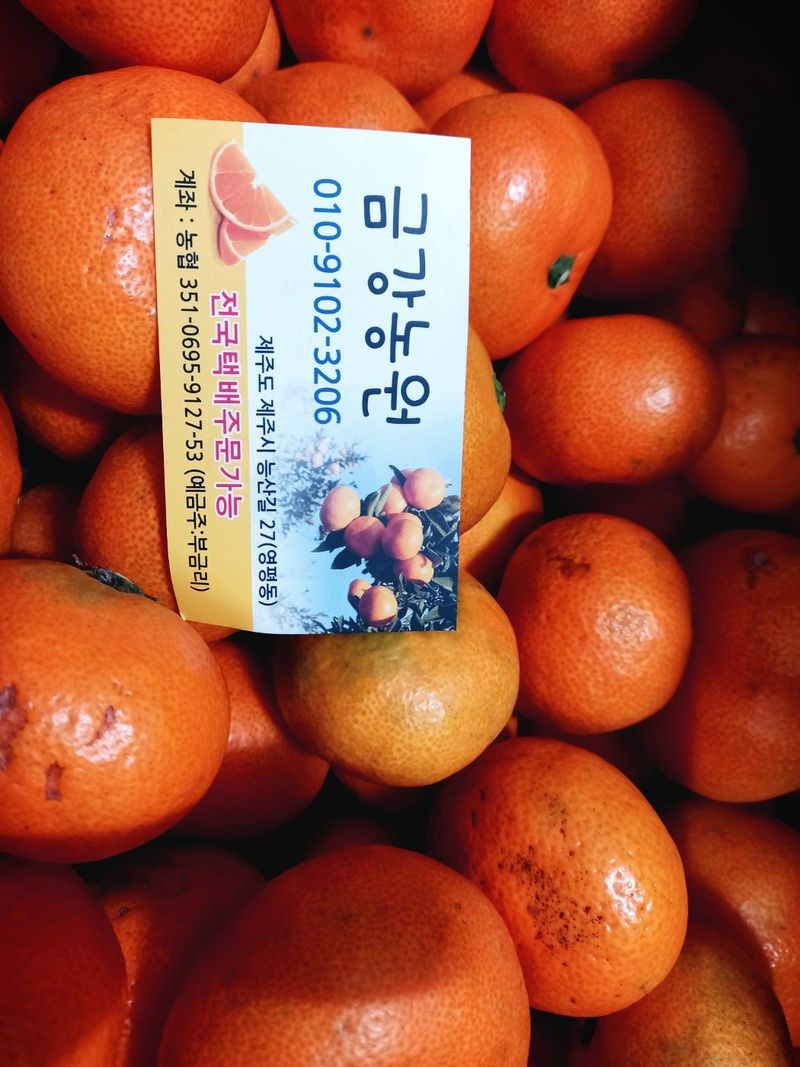 금강농원
010-9102-3206
제주도 제주시 능산길 27(영평동)
전국택배주문가능
계좌 : 농협 351-0695-9127-53 (예금주:부금리)